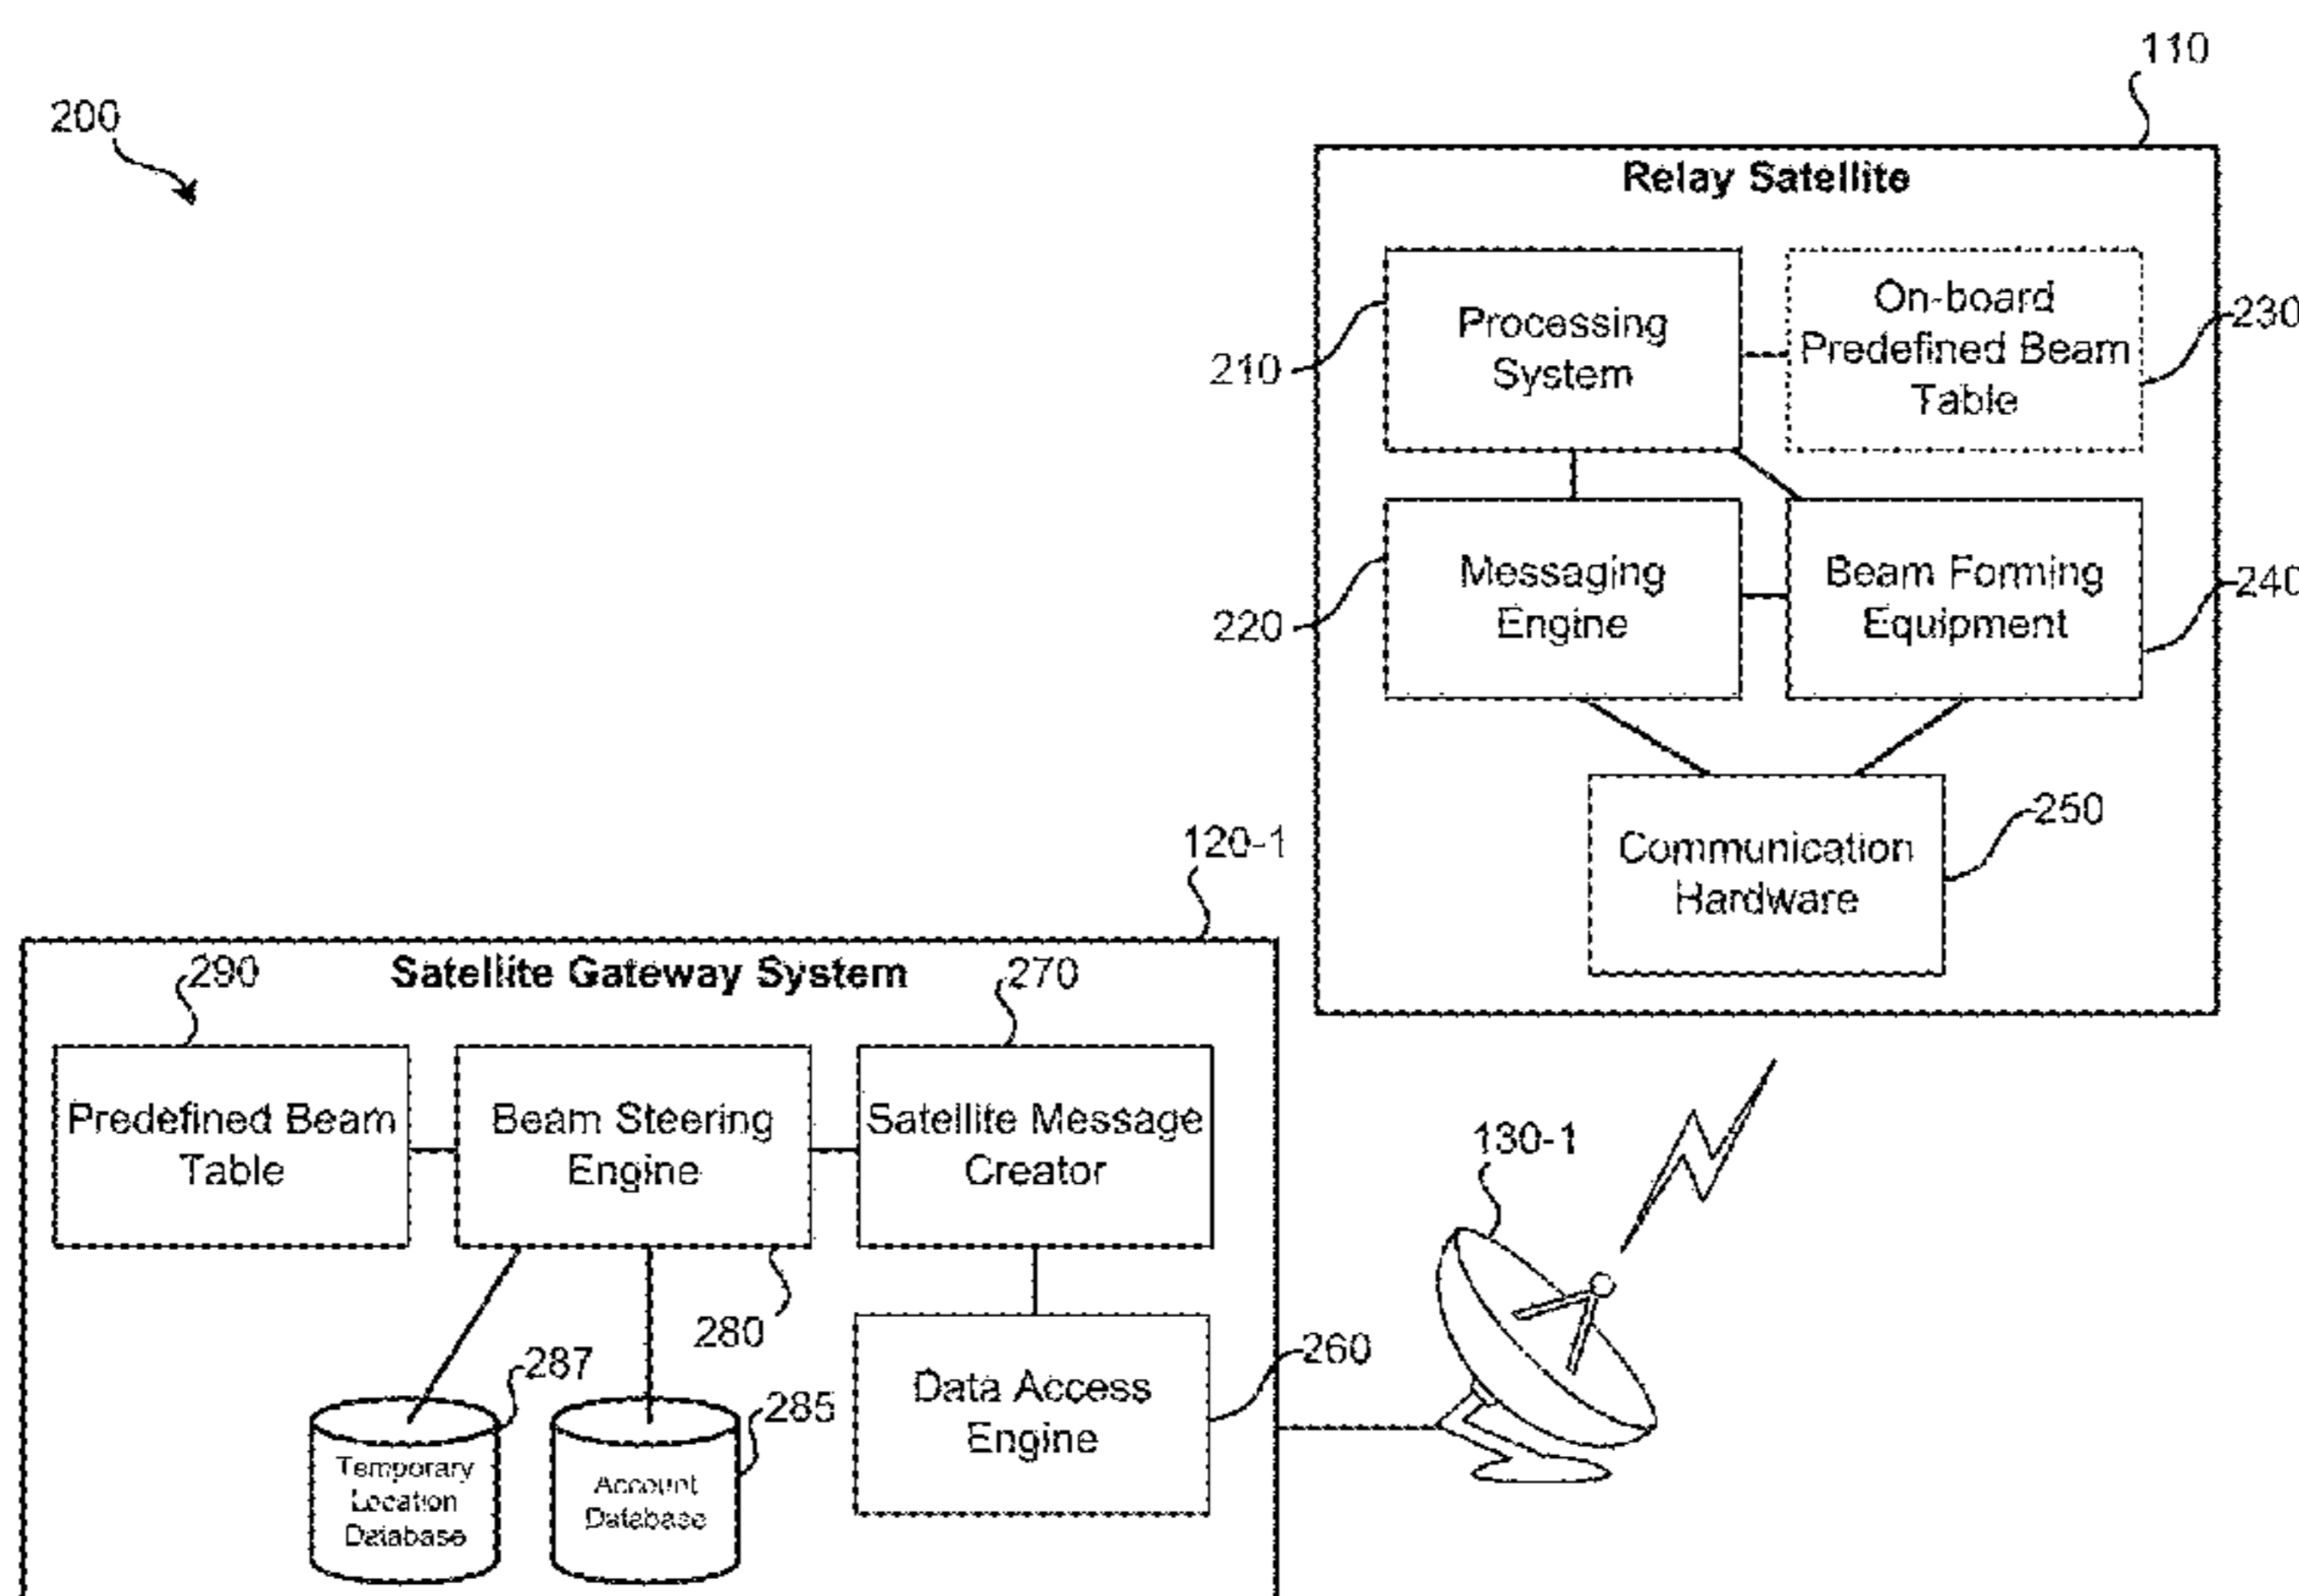 110
200
Relay Satellite
Processing
System
On-board
Predefined Beam
Table
210
230
Messaging
Engine
Beam Forming
Equipment
220
240
Communication
Hardware
250
120-1
Satellite Gateway System
290
270
Predefined Beam
Table
Beam Steering
Engine
Satellite Message
Creator
130-1
280
260
287
285
Data Access
Engine
Temporary
Location
Database
Account
Database